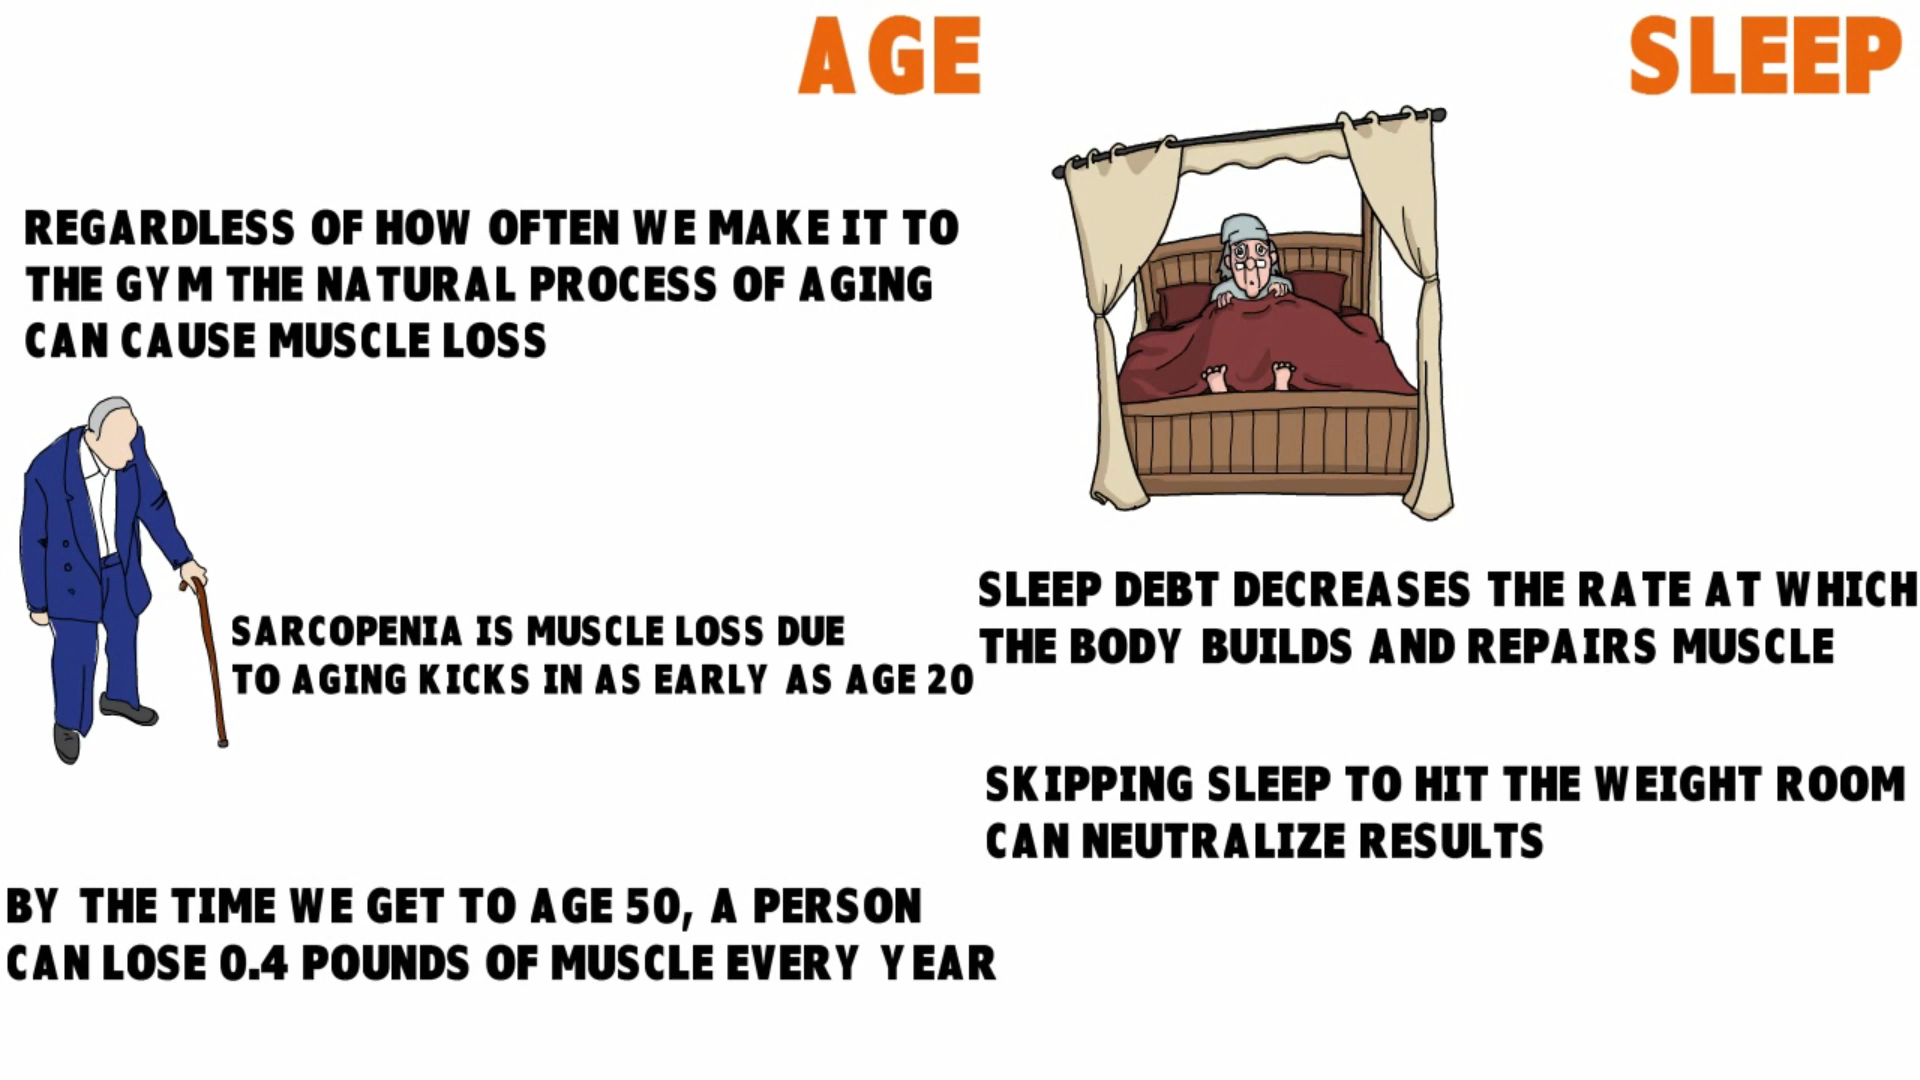 AGE
REGARDLESS OF HOW OFTEN WE MAKE IT TO
THE GYM THE NATURAL PROCESS OF AGING
CAN CAUSE MUSCLE LOSS
SARCOPENIA IS MUSCLE LOSS DUE
TO AGING KICKS IN AS EARLY AS AGE 20
BY THE TIME WE GET TO AGE 50, A PERSON
CAN LOSE 0.4 POUNDS OF MUSCLE EVERY YEAR
SLEEP
SLEEP DEBT DECREASES THE RATE AT WHICH
THE BODY BUILDS AND REPAIRS MUSCLE
SKIPPING SLEEP TO HIT THE WEIGHT ROOM
CAN NEUTRALIZE RESULTS